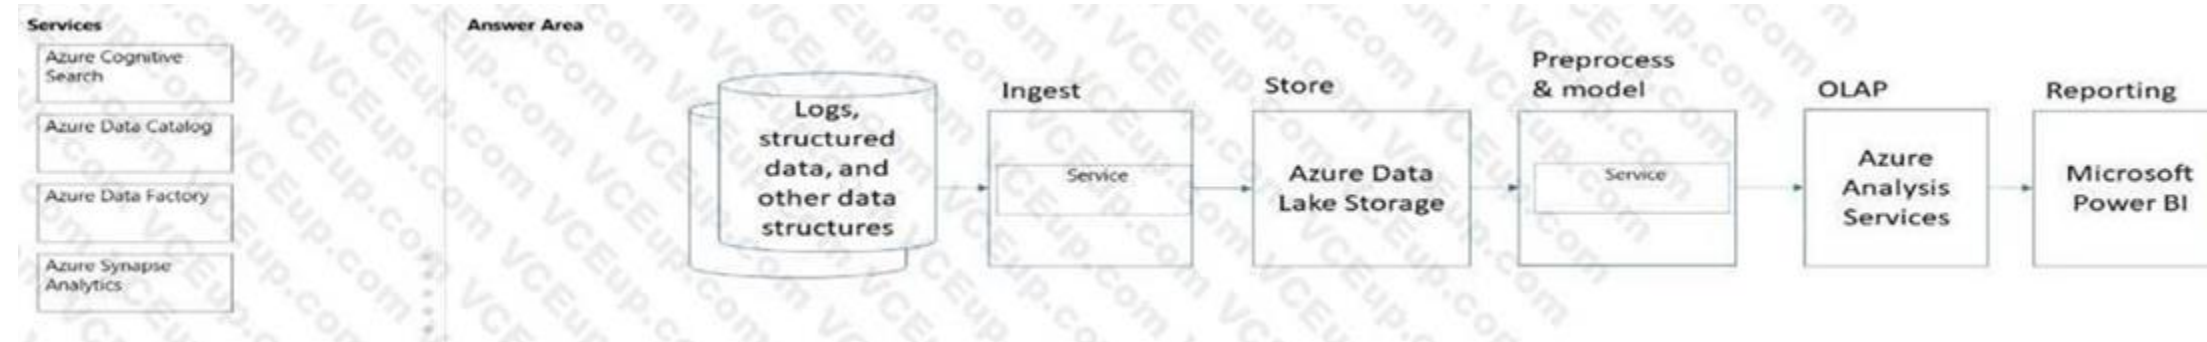 Services
Azure Cognitive
Search
Azure Data Catalog
Azure Data Factory
Azure Synapse
Analytics
Answer Area
Logs,
structured
data, and
other data
structures
Ingest
Service
Store
Azure Data
Lake Storage
Preprocess
& model
Service
OLAP
Azure
Analysis
Services
Reporting
Microsoft
Power BI
VCEup.com